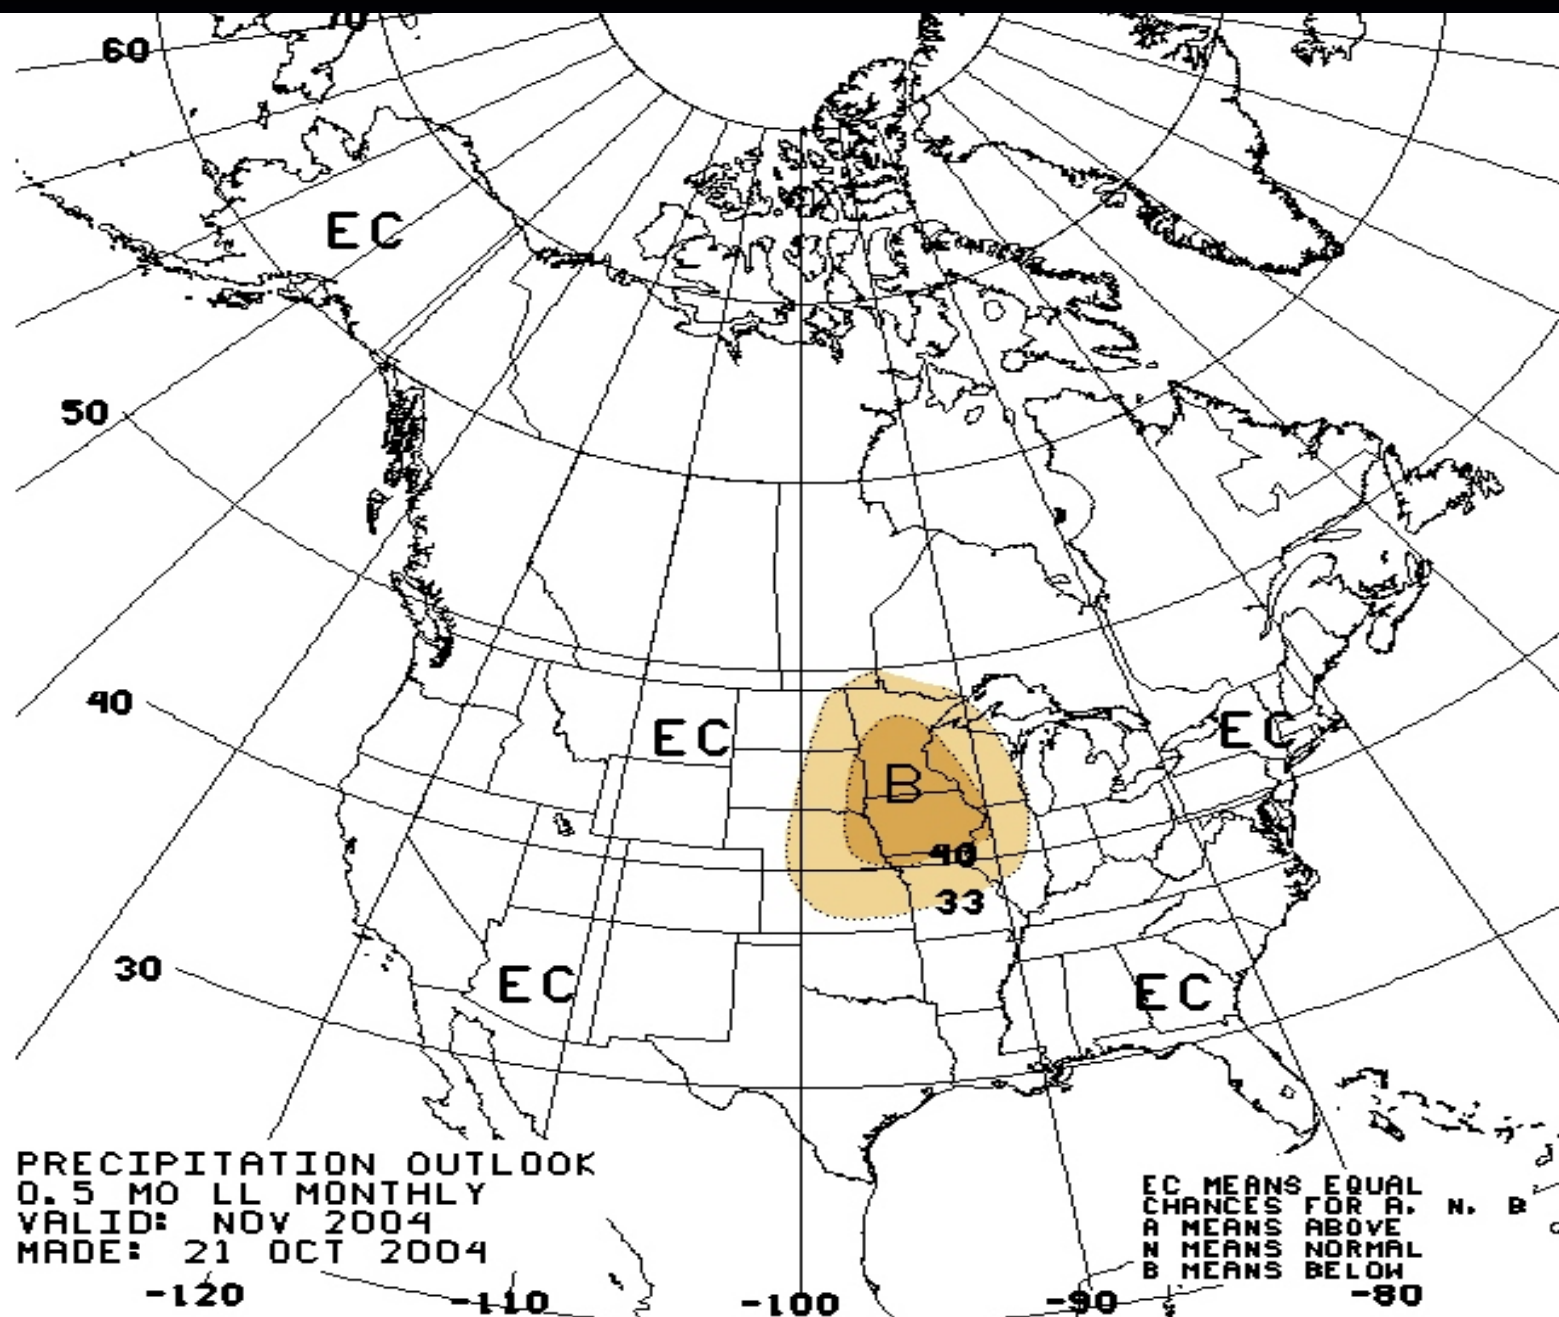 70
60
EC
50
40
EC
EC
B
40
33
30
EC
EC
PRECIPITATION OUTLOOK
0.5 MO LL MONTHLY
VALID: NOV 2004
MADE: 21 OCT 2004
EC MEANS EQUAL
CHANCES FOR A, N, B
A MEANS ABOVE
N MEANS NORMAL
B MEANS BELOW
-120
-110
-100
-90
-80